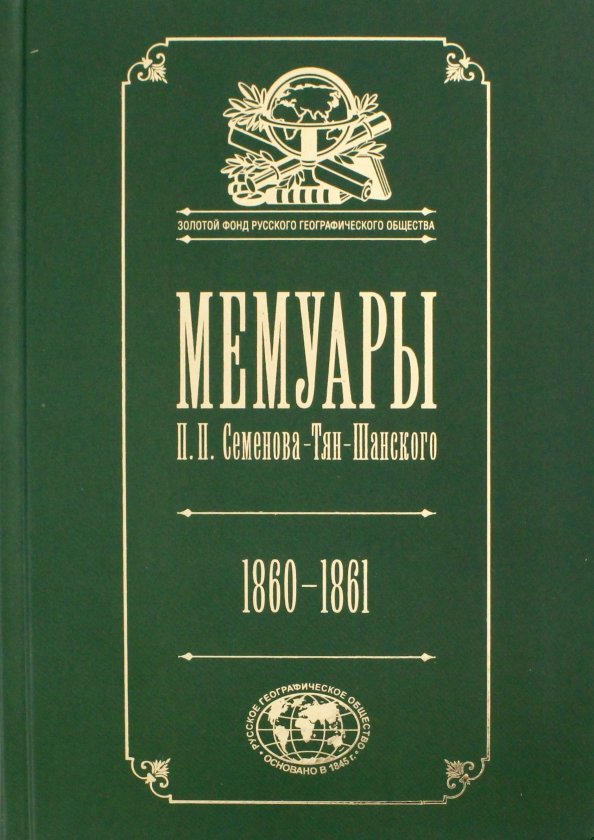 ЗОЛОТОЙ ФОНД РУССКОГО ГЕОГРАФИЧЕСКОГО ОБЩЕСТВА
МЕМУАРЫ
П. П. Семенова-Тян-Шанского
1860–1861
РУССКОЕ ГЕОГРАФИЧЕСКОЕ ОБЩЕСТВО
ОСНОВАНО В 1845 г.